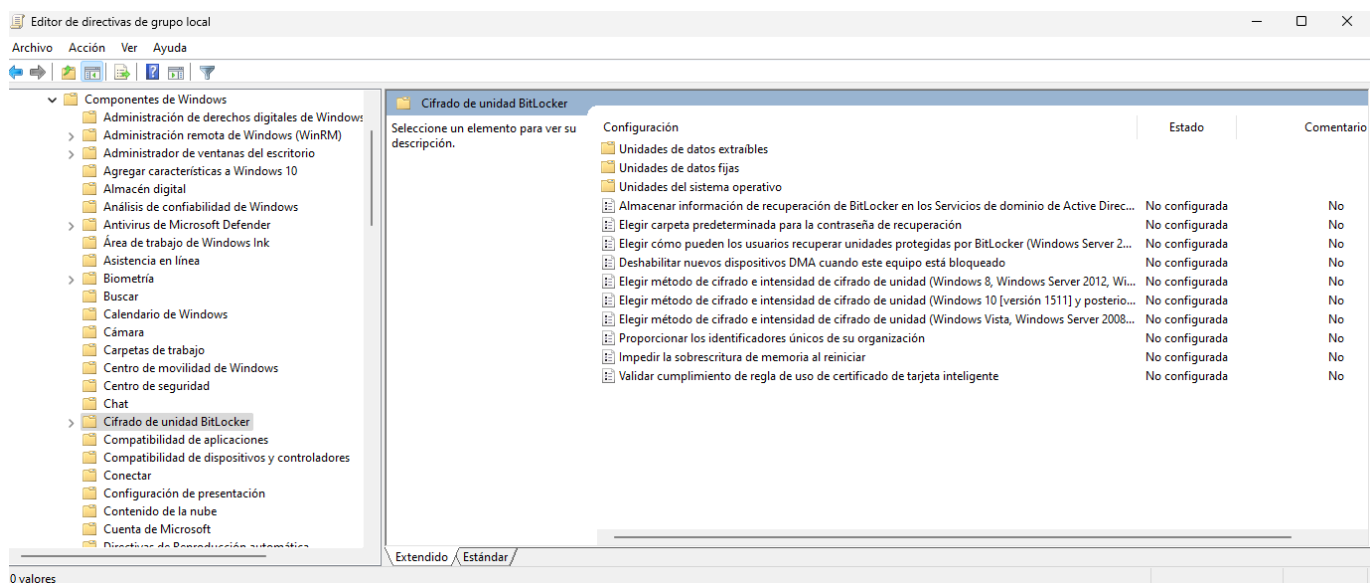 Editor de directivas de grupo local
Archivo Acción Ver Ayuda
Componentes de Windows
Administración de derechos digitales de Windows
Administración remota de Windows (WinRM)
Administrador de ventanas del escritorio
Agregar características a Windows 10
Almacén digital
Análisis de confiabilidad de Windows
Antivirus de Microsoft Defender
Área de trabajo de Windows Ink
Asistencia en línea
Biometría
Buscar
Calendario de Windows
Cámara
Carpetas de trabajo
Centro de movilidad de Windows
Centro de seguridad
Chat
Cifrado de unidad BitLocker
Compatibilidad de aplicaciones
Compatibilidad de dispositivos y controladores
Conectar
Configuración de presentación
Contenido de la nube
Cuenta de Microsoft
Directivas de Reproducción automática
Cifrado de unidad BitLocker
Seleccione un elemento para ver su
descripción.
Configuración Estado Comentario
Unidades de datos extraíbles
Unidades de datos fijas
Unidades del sistema operativo
Almacenar información de recuperación de BitLocker en los Servicios de dominio de Active Direc... No configurada No
Elegir carpeta predeterminada para la contraseña de recuperación No configurada No
Elegir cómo pueden los usuarios recuperar unidades protegidas por BitLocker (Windows Server 2... No configurada No
Deshabilitar nuevos dispositivos DMA cuando este equipo está bloqueado No configurada No
Elegir método de cifrado e intensidad de cifrado de unidad (Windows 8, Windows Server 2012, Wi... No configurada No
Elegir método de cifrado e intensidad de cifrado de unidad (Windows 10 [versión 1511] y posterio... No configurada No
Elegir método de cifrado e intensidad de cifrado de unidad (Windows Vista, Windows Server 2008... No configurada No
Proporcionar los identificadores únicos de su organización No configurada No
Impedir la sobrescritura de memoria al reiniciar No configurada No
Validar cumplimiento de regla de uso de certificado de tarjeta inteligente No configurada No
Extendido Estándar
0 valores